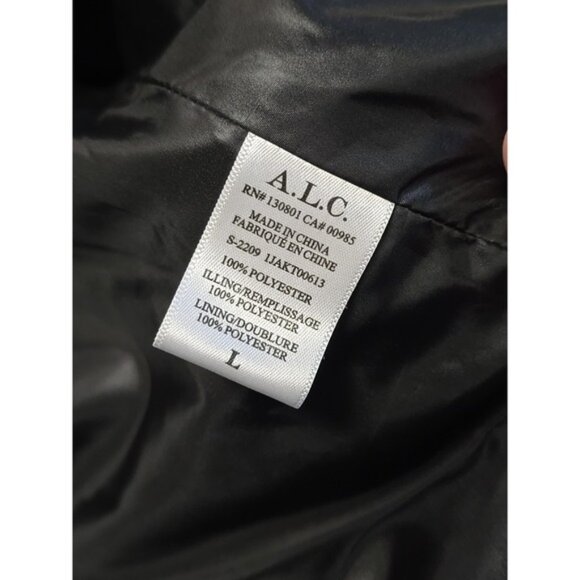 A.L.C.
RN# 130801 CA# 00985
MADE IN CHINA
FABRIQUÉ EN CHINE
S-2209 1JAKT00613
100% POLYESTER
ILLING/REMPLISSAGE
100% POLYESTER
LINING/DOUBLURE
100% POLYESTER
L